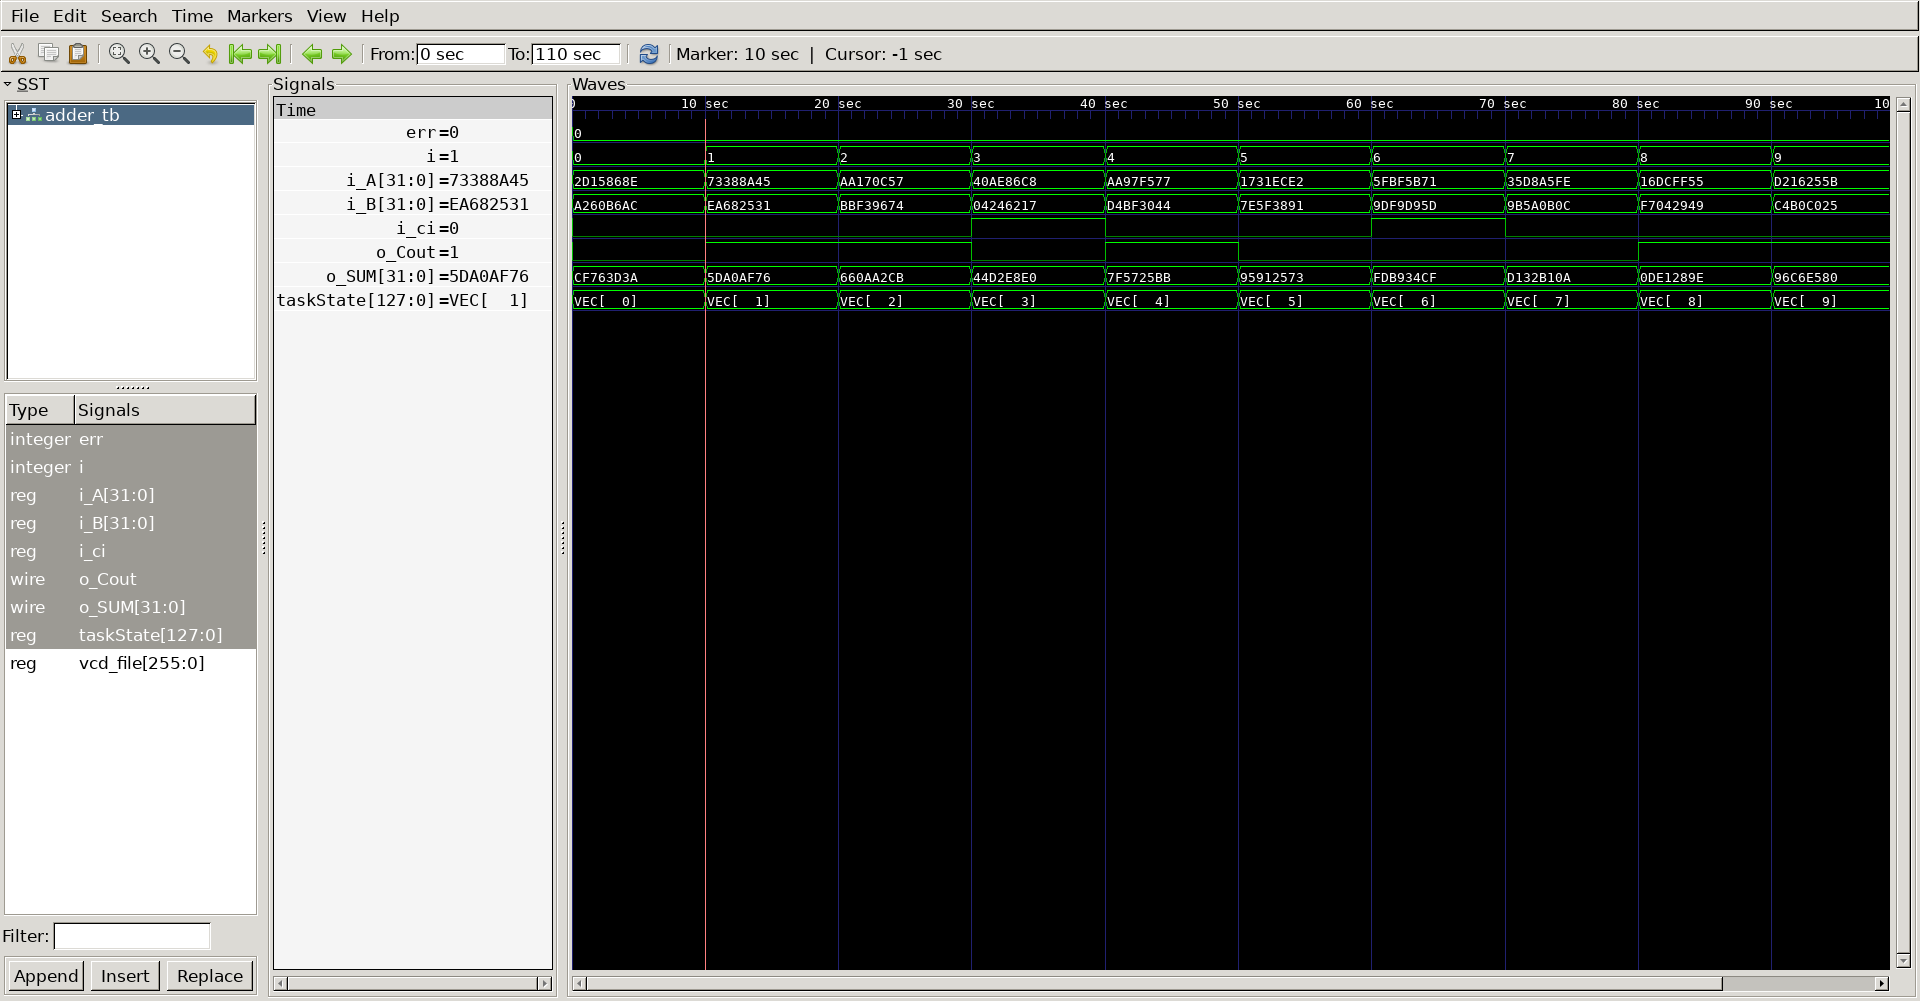 File Edit Search Time Markers View Help
From: 0 sec To: 110 sec Marker: 10 sec | Cursor: -1 sec
SST
adder_tb
Type Signals
integer err
integer i
reg i_A[31:0]
reg i_B[31:0]
reg i_ci
wire o_Cout
wire o_SUM[31:0]
reg taskState[127:0]
reg vcd_file[255:0]
Filter:
Append Insert Replace
Signals
Time
err=0
i=1
i_A[31:0]=73388A45
i_B[31:0]=EA682531
i_ci=0
o_Cout=1
o_SUM[31:0]=5DA0AF76
taskState[127:0]=VEC[  1]
Waves
0 10 sec 20 sec 30 sec 40 sec 50 sec 60 sec 70 sec 80 sec 90 sec 10
0
0 1 2 3 4 5 6 7 8 9
2D15868E 73388A45 AA170C57 40AE86C8 AA97F577 1731ECE2 5FBF5B71 35D8A5FE 16DCFF55 D216255B
A260B6AC EA682531 BBF39674 04246217 D4BF3044 7E5F3891 9DF9D95D 9B5A0B0C F7042949 C4B0C025
CF763D3A 5DA0AF76 660AA2CB 44D2E8E0 7F5725BB 95912573 FDB934CF D132B10A 0DE1289E 96C6E580
VEC[  0] VEC[  1] VEC[  2] VEC[  3] VEC[  4] VEC[  5] VEC[  6] VEC[  7] VEC[  8] VEC[  9]